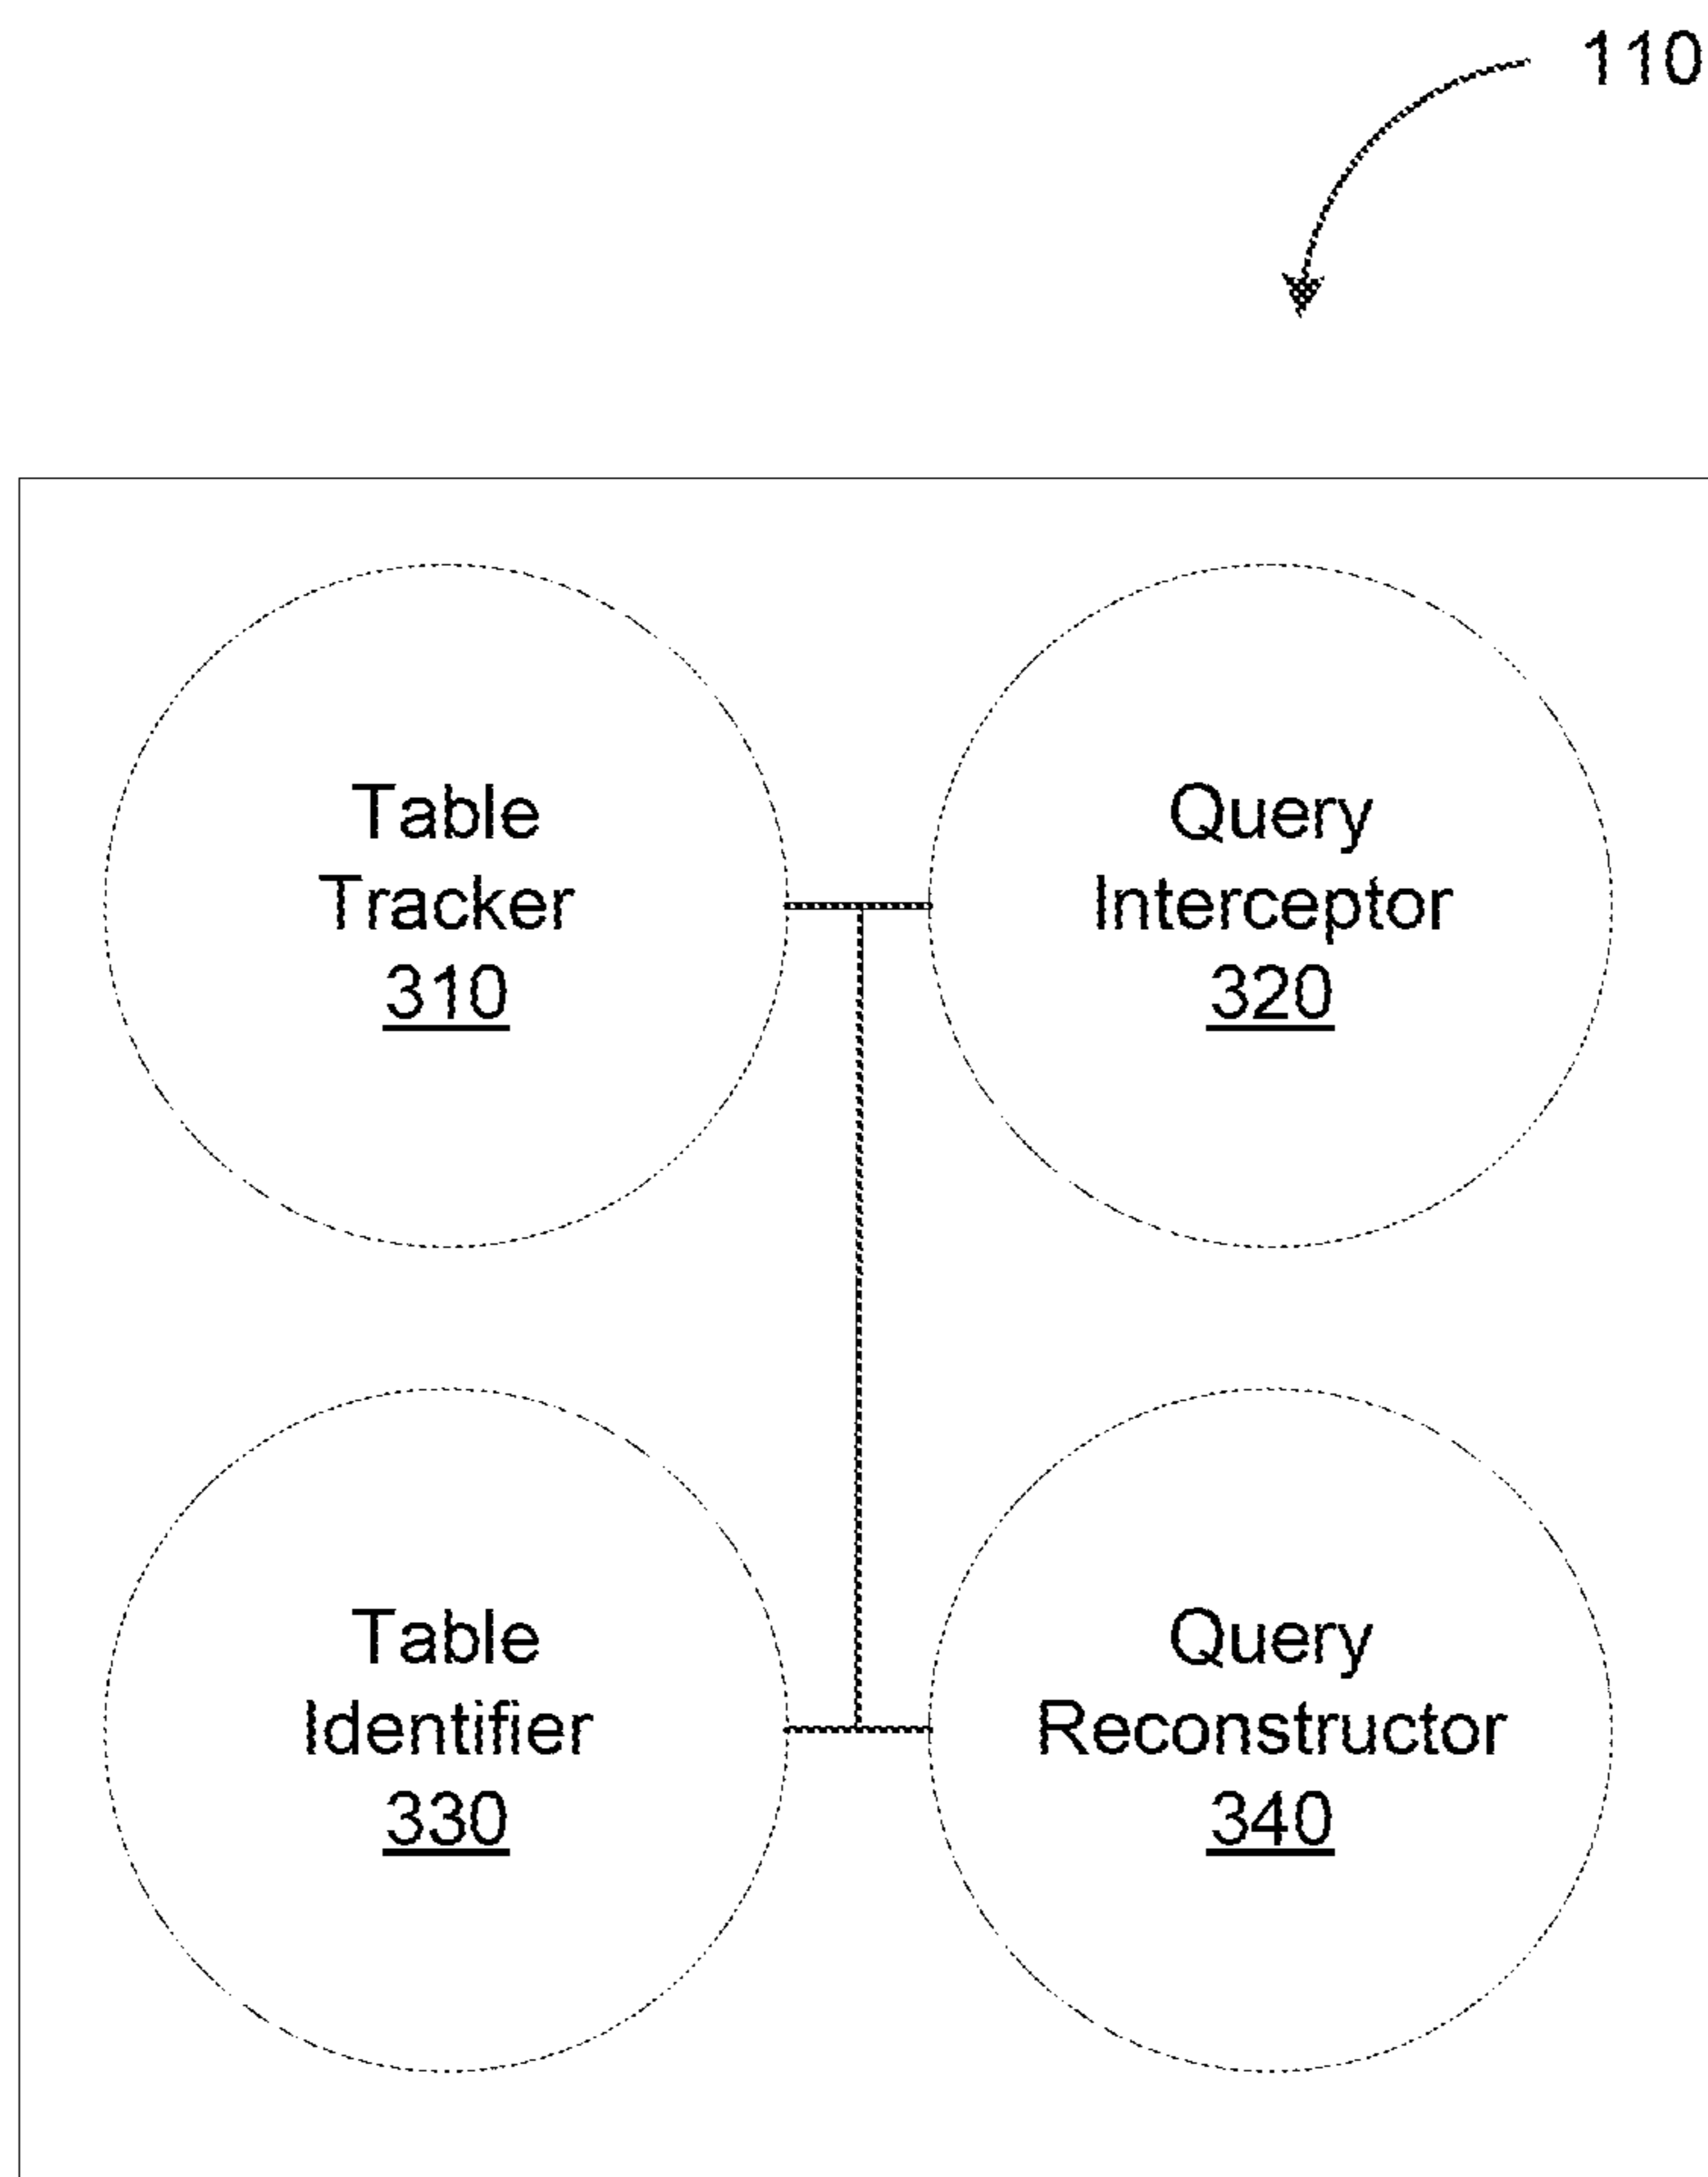 110
Table
Tracker
310
Query
Interceptor
320
Table
Identifier
330
Query
Reconstructor
340